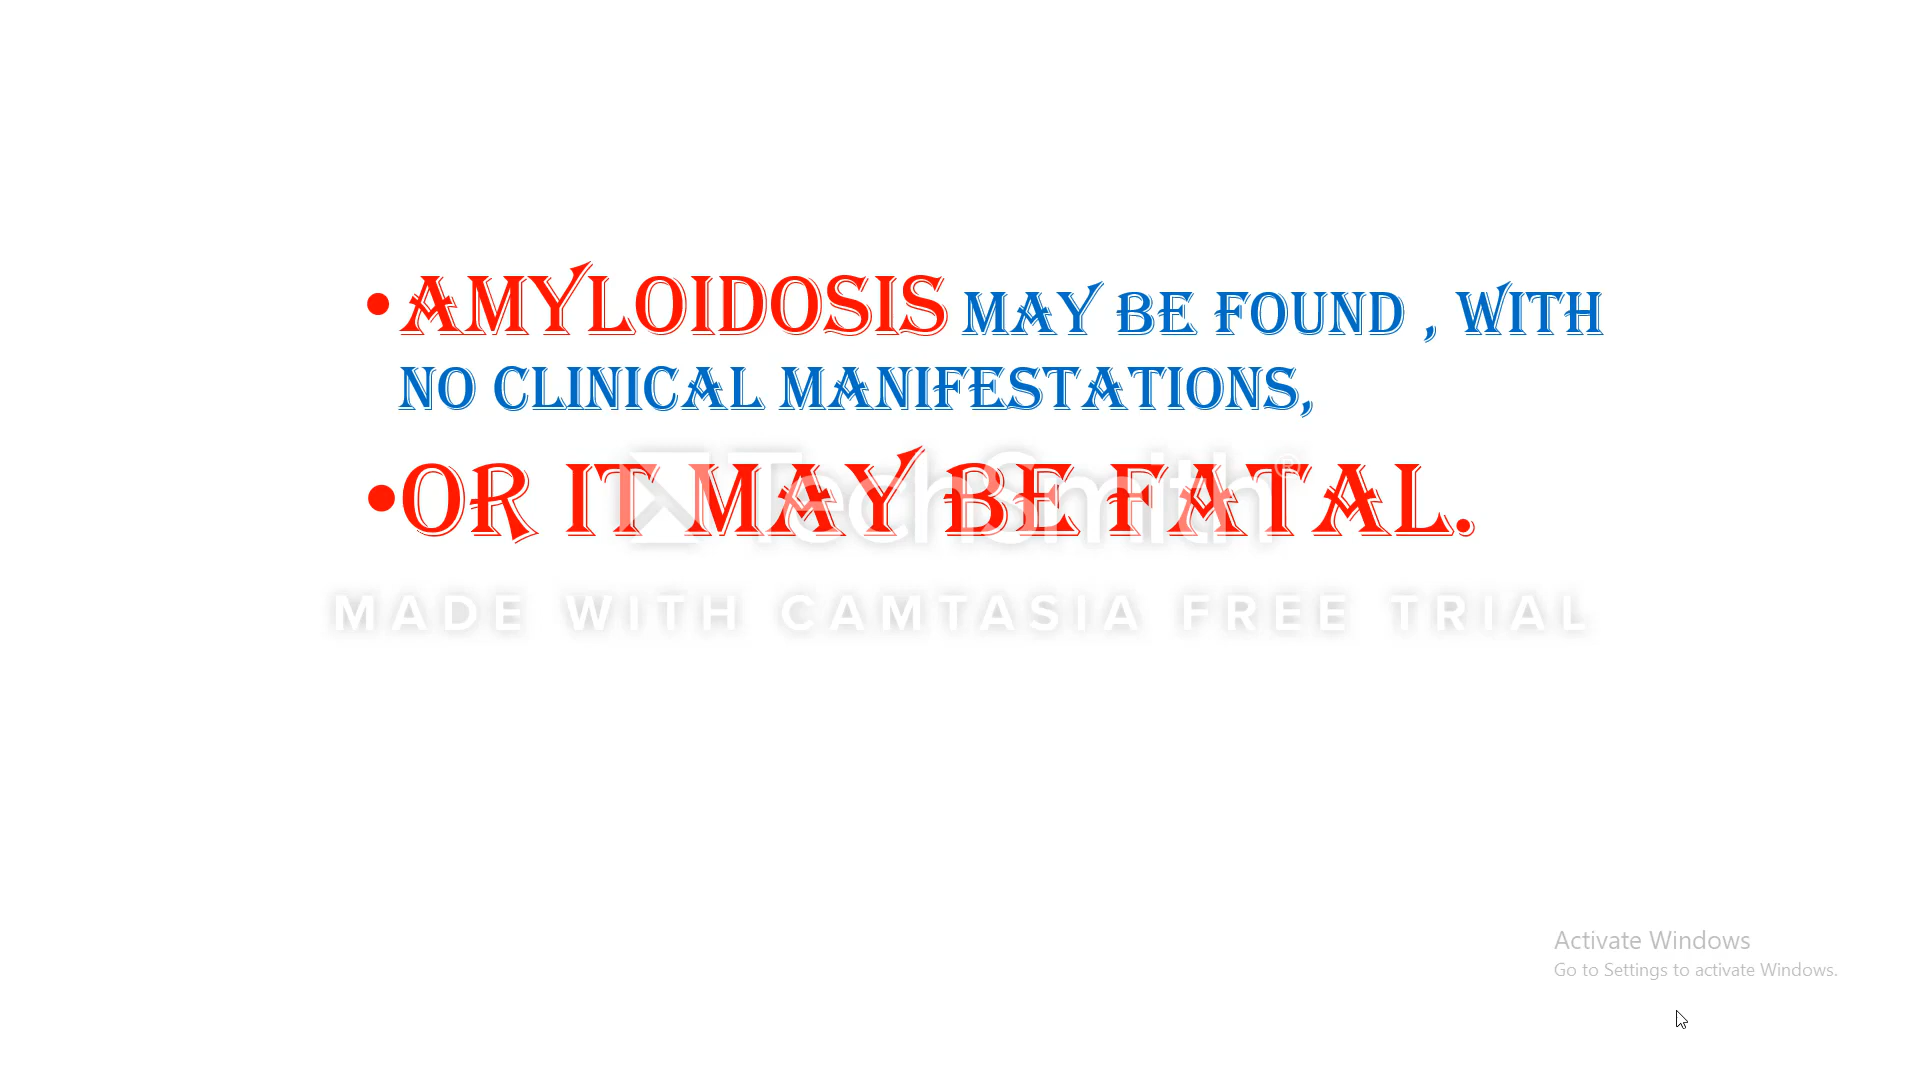 •AMYLOIDOSIS MAY BE FOUND , WITH
NO CLINICAL MANIFESTATIONS,
•OR IT MAY BE FATAL.
TechSmith®
MADE WITH CAMTASIA FREE TRIAL
Activate Windows
Go to Settings to activate Windows.